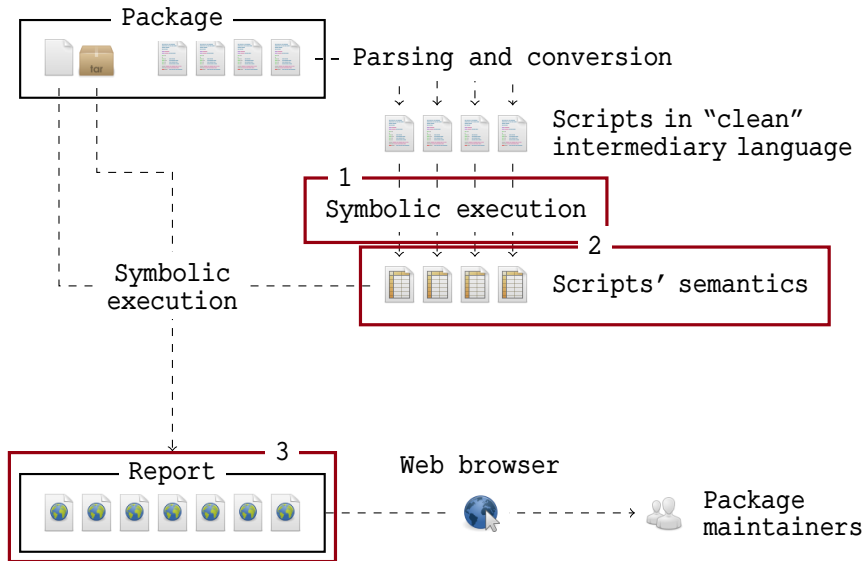 Package
tar
Parsing and conversion
Scripts in “clean”
intermediary language
1
Symbolic execution
2
Scripts’ semantics
Symbolic
execution
3
Report
Web browser
Package
maintainers